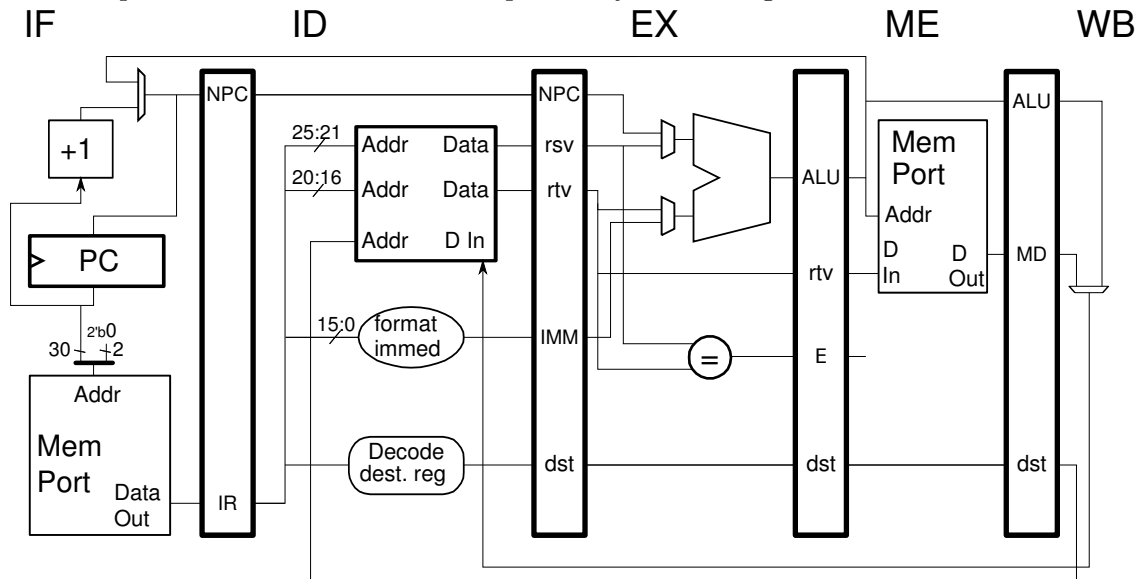 IF ID EX ME WB
NPC NPC ALU
25:21 Addr Data rsv
+1 Mem
Port
20:16 Addr Data rtv ALU
Addr
Addr D In
PC D D
In Out
rtv MD
2'b0
30 2
15:0 format
immed
IMM = E
Addr
Mem
Port
Decode
dest. reg
dst dst dst
Data
Out
IR